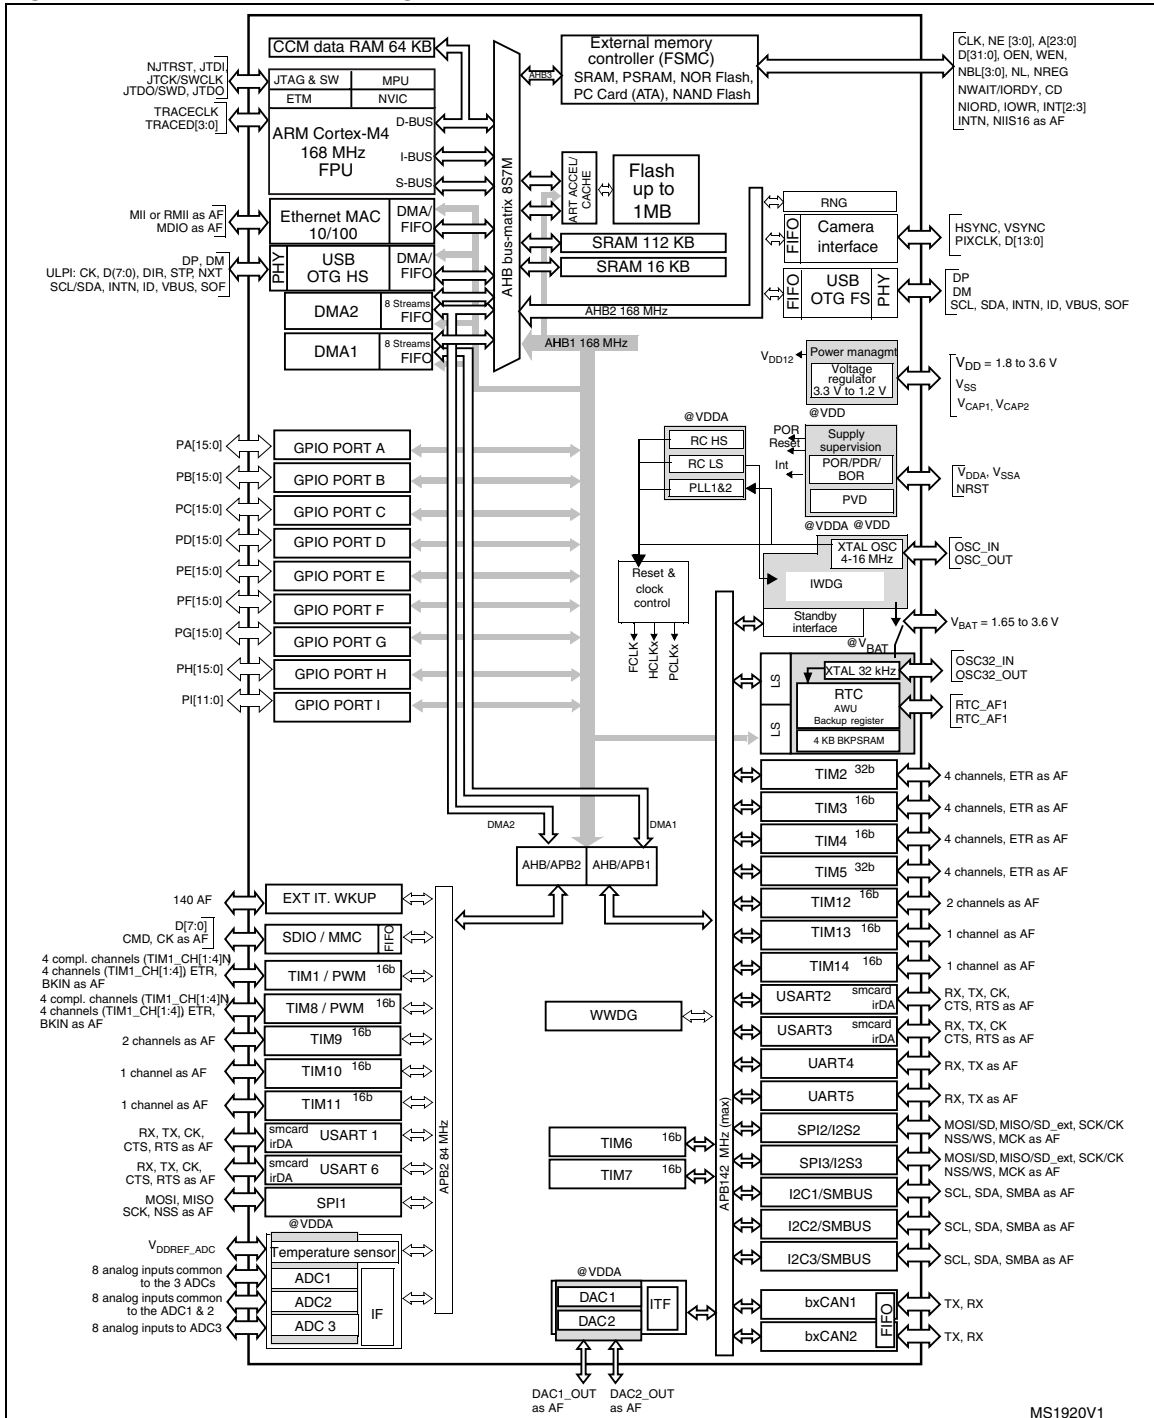 CCM data RAM 64 KB
External memory
controller (FSMC)
SRAM, PSRAM, NOR Flash,
PC Card (ATA), NAND Flash
AHB3
CLK, NE [3:0], A[23:0]
D[31:0], OEN, WEN,
NBL[3:0], NL, NREG
NWAIT/IORDY, CD
NIORD, IOWR, INT[2:3]
INTN, NIIS16 as AF
NJTRST, JTDI,
JTCK/SWCLK
JTDO/SWD, JTDO
TRACECLK
TRACED[3:0]
JTAG & SW
MPU
ETM
NVIC
ARM Cortex-M4
168 MHz
FPU
D-BUS
I-BUS
S-BUS
AHB bus-matrix 8S7M
ART ACCEL/
CACHE
Flash
up to
1MB
SRAM 112 KB
SRAM 16 KB
AHB2 168 MHz
AHB1 168 MHz
MII or RMII as AF
MDIO as AF
Ethernet MAC
10/100
DMA/
FIFO
DP, DM
ULPI: CK, D(7:0), DIR, STP, NXT
SCL/SDA, INTN, ID, VBUS, SOF
PHY
USB
OTG HS
DMA/
FIFO
DMA2
8 Streams
FIFO
DMA1
8 Streams
FIFO
RNG
FIFO
Camera
interface
HSYNC, VSYNC
PIXCLK, D[13:0]
FIFO
USB
OTG FS
PHY
DP
DM
SCL, SDA, INTN, ID, VBUS, SOF
VDD12
Power managmt
Voltage
regulator
3.3 V to 1.2 V
@VDD
VDD = 1.8 to 3.6 V
VSS
VCAP1, VCAP2
@VDDA
RC HS
RC LS
PLL1&2
POR
Reset
Int
Supply
supervision
POR/PDR/
BOR
PVD
VDDA, VSSA
NRST
@VDDA @VDD
XTAL OSC
4-16 MHz
OSC_IN
OSC_OUT
IWDG
Reset &
clock
control
FCLK
HCLKx
PCLKx
Standby
interface
VBAT = 1.65 to 3.6 V
@VBAT
LS
LS
XTAL 32 kHz
RTC
AWU
Backup register
4 KB BKPSRAM
OSC32_IN
OSC32_OUT
RTC_AF1
RTC_AF1
PA[15:0]
GPIO PORT A
PB[15:0]
GPIO PORT B
PC[15:0]
GPIO PORT C
PD[15:0]
GPIO PORT D
PE[15:0]
GPIO PORT E
PF[15:0]
GPIO PORT F
PG[15:0]
GPIO PORT G
PH[15:0]
GPIO PORT H
PI[11:0]
GPIO PORT I
DMA2
DMA1
AHB/APB2
AHB/APB1
TIM2 32b
4 channels, ETR as AF
TIM3 16b
4 channels, ETR as AF
TIM4 16b
4 channels, ETR as AF
TIM5 32b
4 channels, ETR as AF
TIM12 16b
2 channels as AF
TIM13 16b
1 channel as AF
TIM14 16b
1 channel as AF
USART2 smcard
irDA
RX, TX, CK,
CTS, RTS as AF
USART3 smcard
irDA
RX, TX, CK
CTS, RTS as AF
UART4
RX, TX as AF
UART5
RX, TX as AF
SPI2/I2S2
MOSI/SD, MISO/SD_ext, SCK/CK
NSS/WS, MCK as AF
SPI3/I2S3
MOSI/SD, MISO/SD_ext, SCK/CK
NSS/WS, MCK as AF
I2C1/SMBUS
SCL, SDA, SMBA as AF
I2C2/SMBUS
SCL, SDA, SMBA as AF
I2C3/SMBUS
SCL, SDA, SMBA as AF
bxCAN1
TX, RX
bxCAN2
TX, RX
FIFO
140 AF
EXT IT. WKUP
D[7:0]
CMD, CK as AF
SDIO / MMC
FIFO
4 compl. channels (TIM1_CH[1:4]N
4 channels (TIM1_CH[1:4]) ETR,
BKIN as AF
TIM1 / PWM 16b
4 compl. channels (TIM1_CH[1:4]N
4 channels (TIM1_CH[1:4]) ETR,
BKIN as AF
TIM8 / PWM 16b
2 channels as AF
TIM9 16b
1 channel as AF
TIM10 16b
1 channel as AF
TIM11 16b
RX, TX, CK,
CTS, RTS as AF
smcard
irDA
USART 1
RX, TX, CK,
CTS, RTS as AF
smcard
irDA
USART 6
MOSI, MISO
SCK, NSS as AF
SPI1
@VDDA
VDDREF_ADC
Temperature sensor
8 analog inputs common
to the 3 ADCs
ADC1
8 analog inputs common
to the ADC1 & 2
ADC2
8 analog inputs to ADC3
ADC 3
IF
APB2 84 MHz
WWDG
TIM6 16b
TIM7 16b
APB142 MHz (max)
@VDDA
DAC1
DAC2
ITF
DAC1_OUT
as AF
DAC2_OUT
as AF
MS1920V1